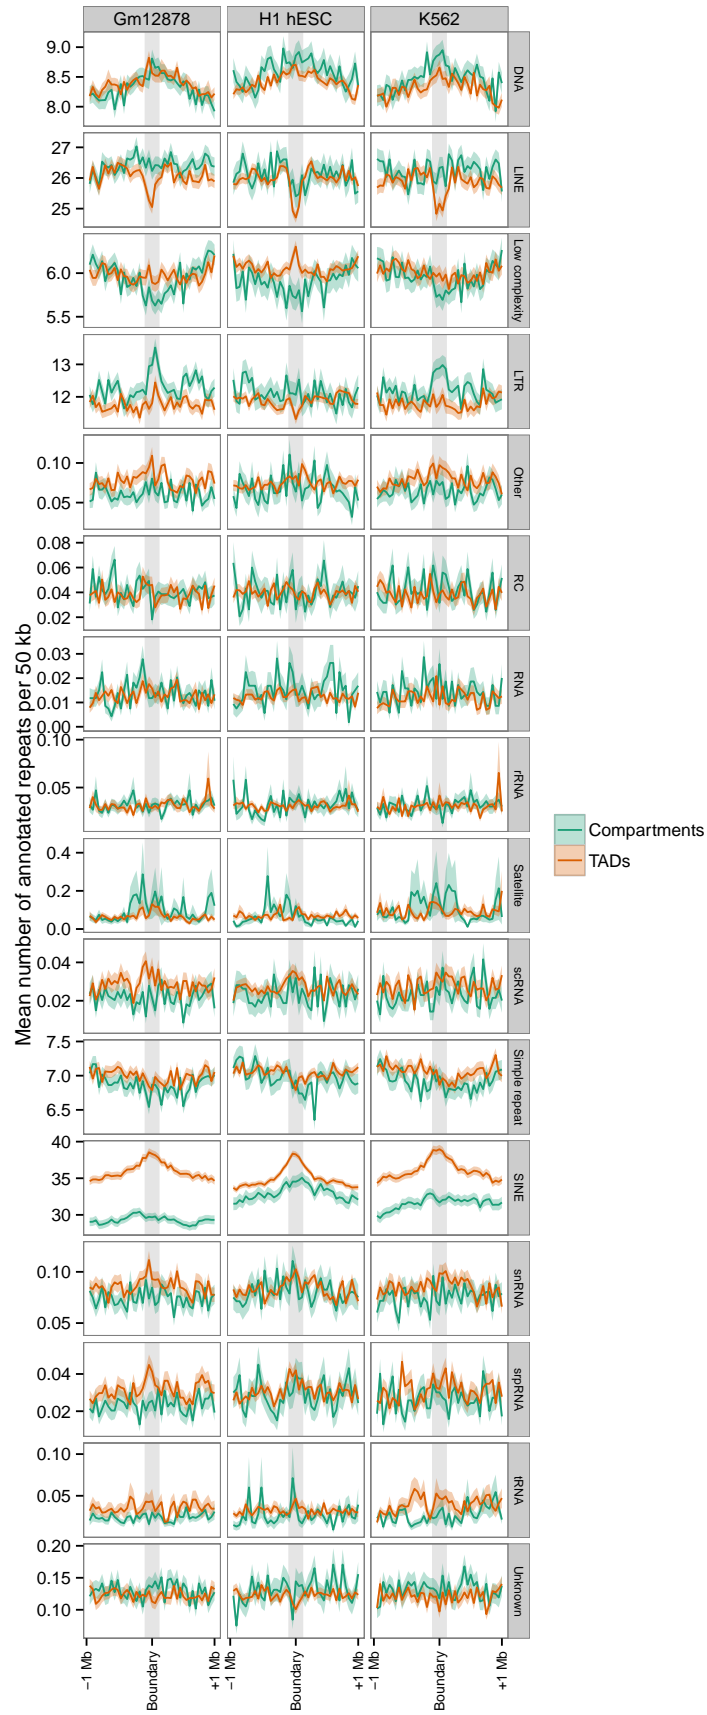 Gm12878 H1 hESC K562
Mean number of annotated repeats per 50 kb
9.0
8.5
8.0
DNA
27
26
25
LINE
6.0
5.5
Low complexity
13
12
LTR
0.10
0.05
Other
0.08
0.06
0.04
0.02
RC
0.03
0.02
0.01
0.00
RNA
0.10
0.05
rRNA
0.4
0.2
0.0
Satellite
0.04
0.02
scRNA
7.5
7.0
6.5
Simple repeat
40
35
30
SINE
0.10
0.05
snRNA
0.04
0.02
srpRNA
0.10
0.05
tRNA
0.20
0.15
0.10
Unknown
−1 Mb Boundary +1 Mb −1 Mb Boundary +1 Mb −1 Mb Boundary +1 Mb
Compartments
TADs